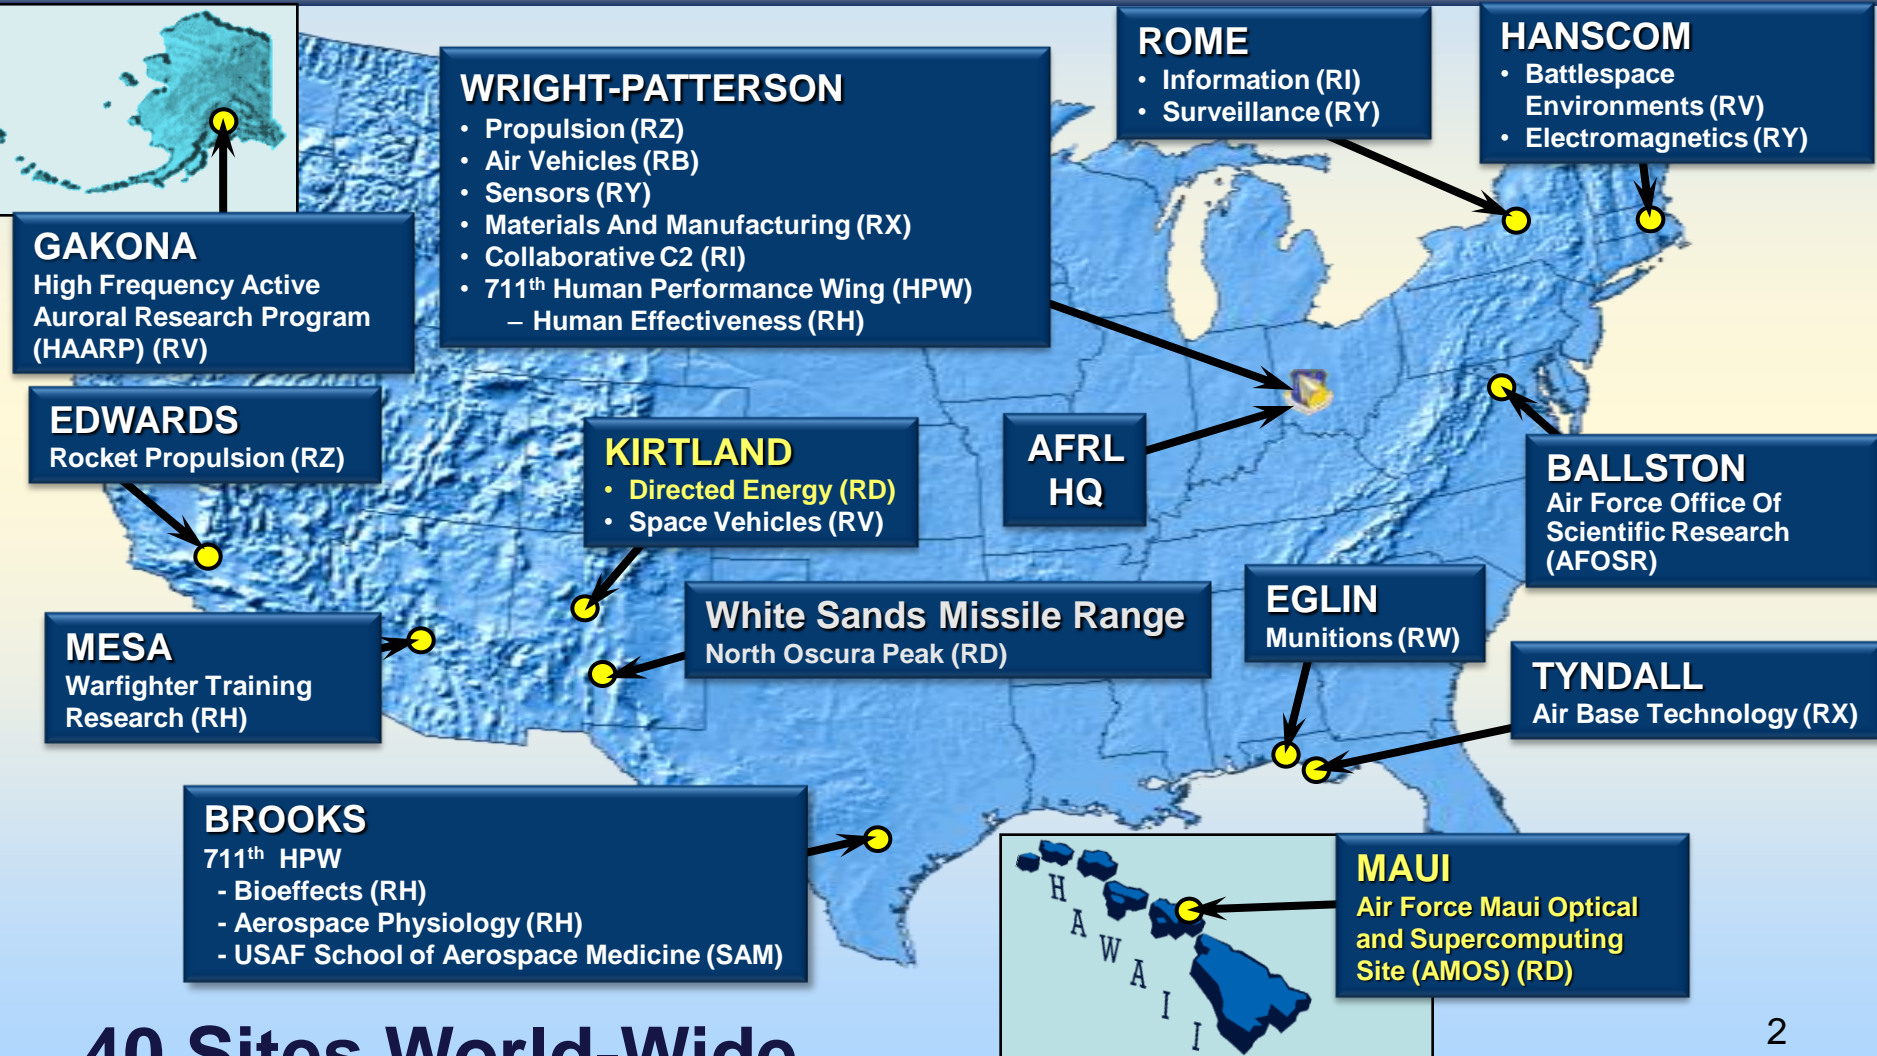 ROME
• Information (RI)
• Surveillance (RY)
HANSCOM
• Battlespace
Environments (RV)
• Electromagnetics (RY)
WRIGHT-PATTERSON
• Propulsion (RZ)
• Air Vehicles (RB)
• Sensors (RY)
• Materials And Manufacturing (RX)
• Collaborative C2 (RI)
• 711th Human Performance Wing (HPW)
– Human Effectiveness (RH)
GAKONA
High Frequency Active
Auroral Research Program
(HAARP) (RV)
EDWARDS
Rocket Propulsion (RZ)
KIRTLAND
• Directed Energy (RD)
• Space Vehicles (RV)
AFRL
HQ
BALLSTON
Air Force Office Of
Scientific Research
(AFOSR)
MESA
Warfighter Training
Research (RH)
White Sands Missile Range
North Oscura Peak (RD)
EGLIN
Munitions (RW)
TYNDALL
Air Base Technology (RX)
BROOKS
711th HPW
- Bioeffects (RH)
- Aerospace Physiology (RH)
- USAF School of Aerospace Medicine (SAM)
HAWAII
MAUI
Air Force Maui Optical
and Supercomputing
Site (AMOS) (RD)
40 Sites World-Wide
2